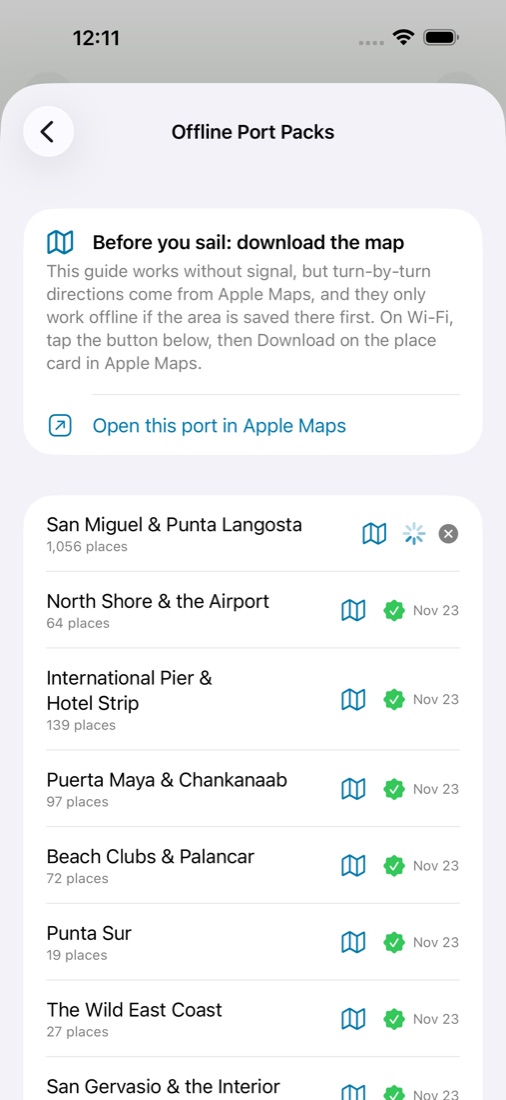 12:11
Offline Port Packs
Before you sail: download the map
This guide works without signal, but turn-by-turn
directions come from Apple Maps, and they only
work offline if the area is saved there first. On Wi-Fi,
tap the button below, then Download on the place
card in Apple Maps.
Open this port in Apple Maps
San Miguel & Punta Langosta
1,056 places
North Shore & the Airport
64 places
Nov 23
International Pier &
Hotel Strip
139 places
Nov 23
Puerta Maya & Chankanaab
97 places
Nov 23
Beach Clubs & Palancar
72 places
Nov 23
Punta Sur
19 places
Nov 23
The Wild East Coast
27 places
Nov 23
San Gervasio & the Interior
Nov 23